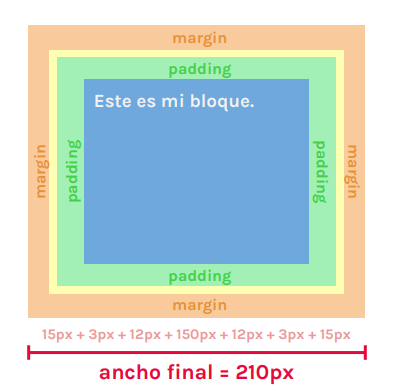 margin
padding
Este es mi bloque.
margin
padding
padding
margin
padding
margin
15px + 3px + 12px + 150px + 12px + 3px + 15px
ancho final = 210px